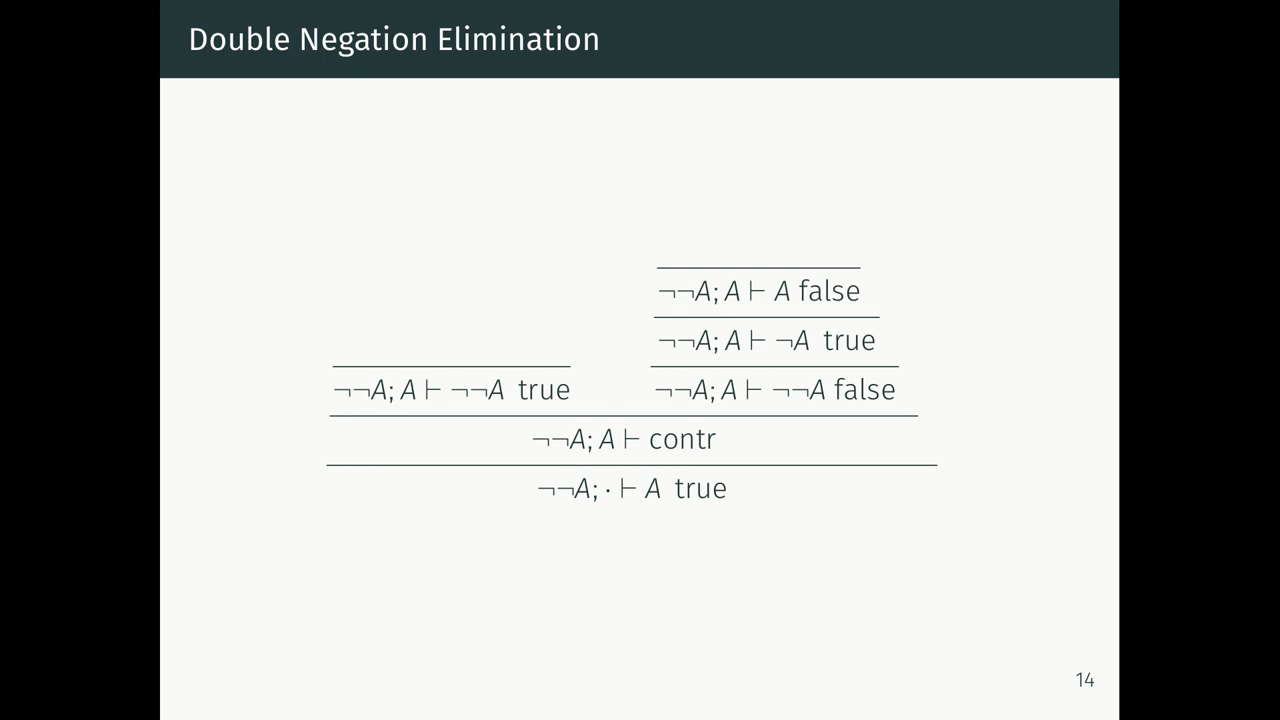 Double Negation Elimination
¬¬A; A ⊢ A false
¬¬A; A ⊢ ¬A true
¬¬A; A ⊢ ¬¬A true ¬¬A; A ⊢ ¬¬A false
¬¬A; A ⊢ contr
¬¬A; · ⊢ A true
14